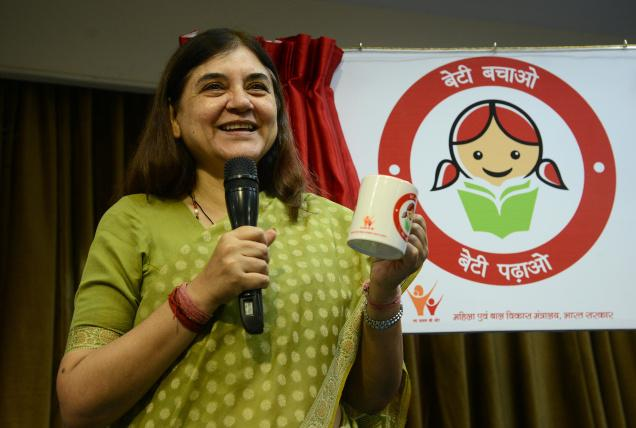 बेटी बचाओ
बेटी पढ़ाओ
महिला एवं बाल विकास मंत्रालय, भारत सरकार